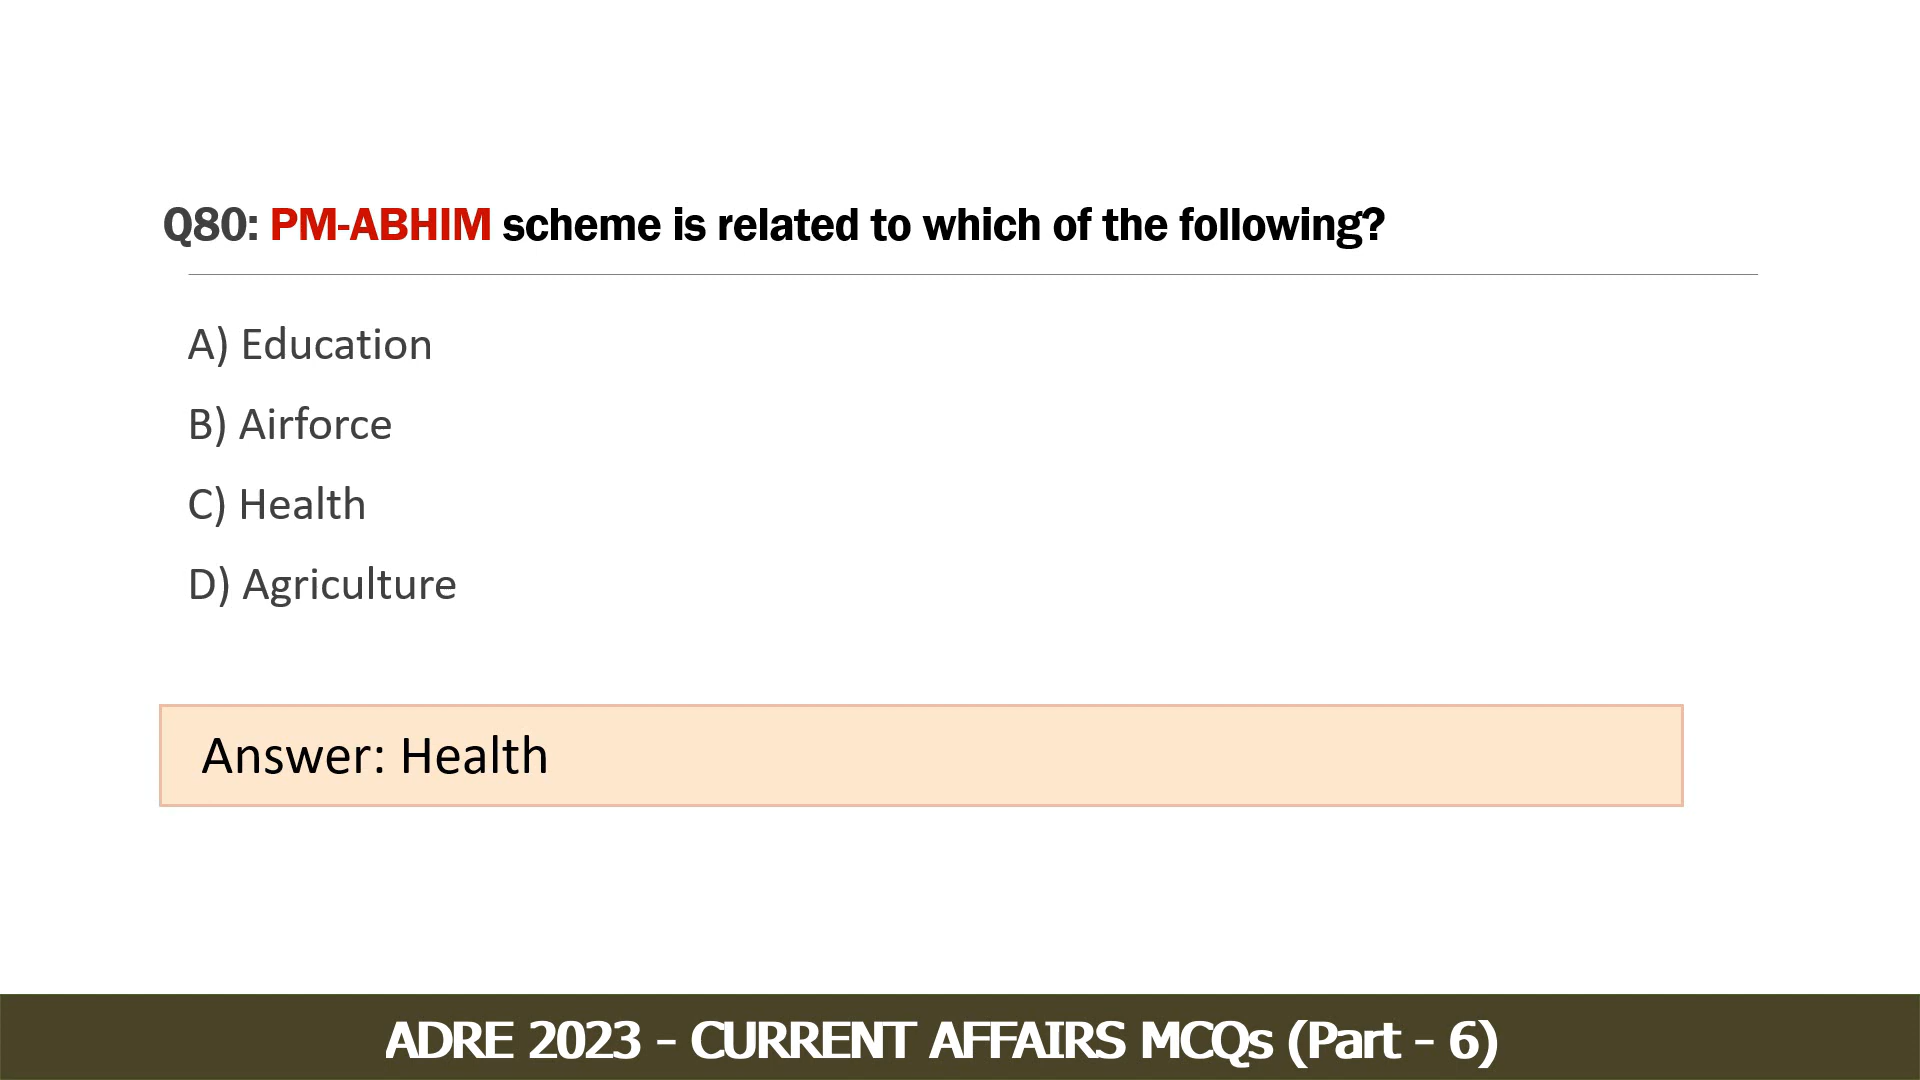 Q80: PM-ABHIM scheme is related to which of the following?
A) Education
B) Airforce
C) Health
D) Agriculture
Answer: Health
ADRE 2023 - CURRENT AFFAIRS MCQs (Part - 6)